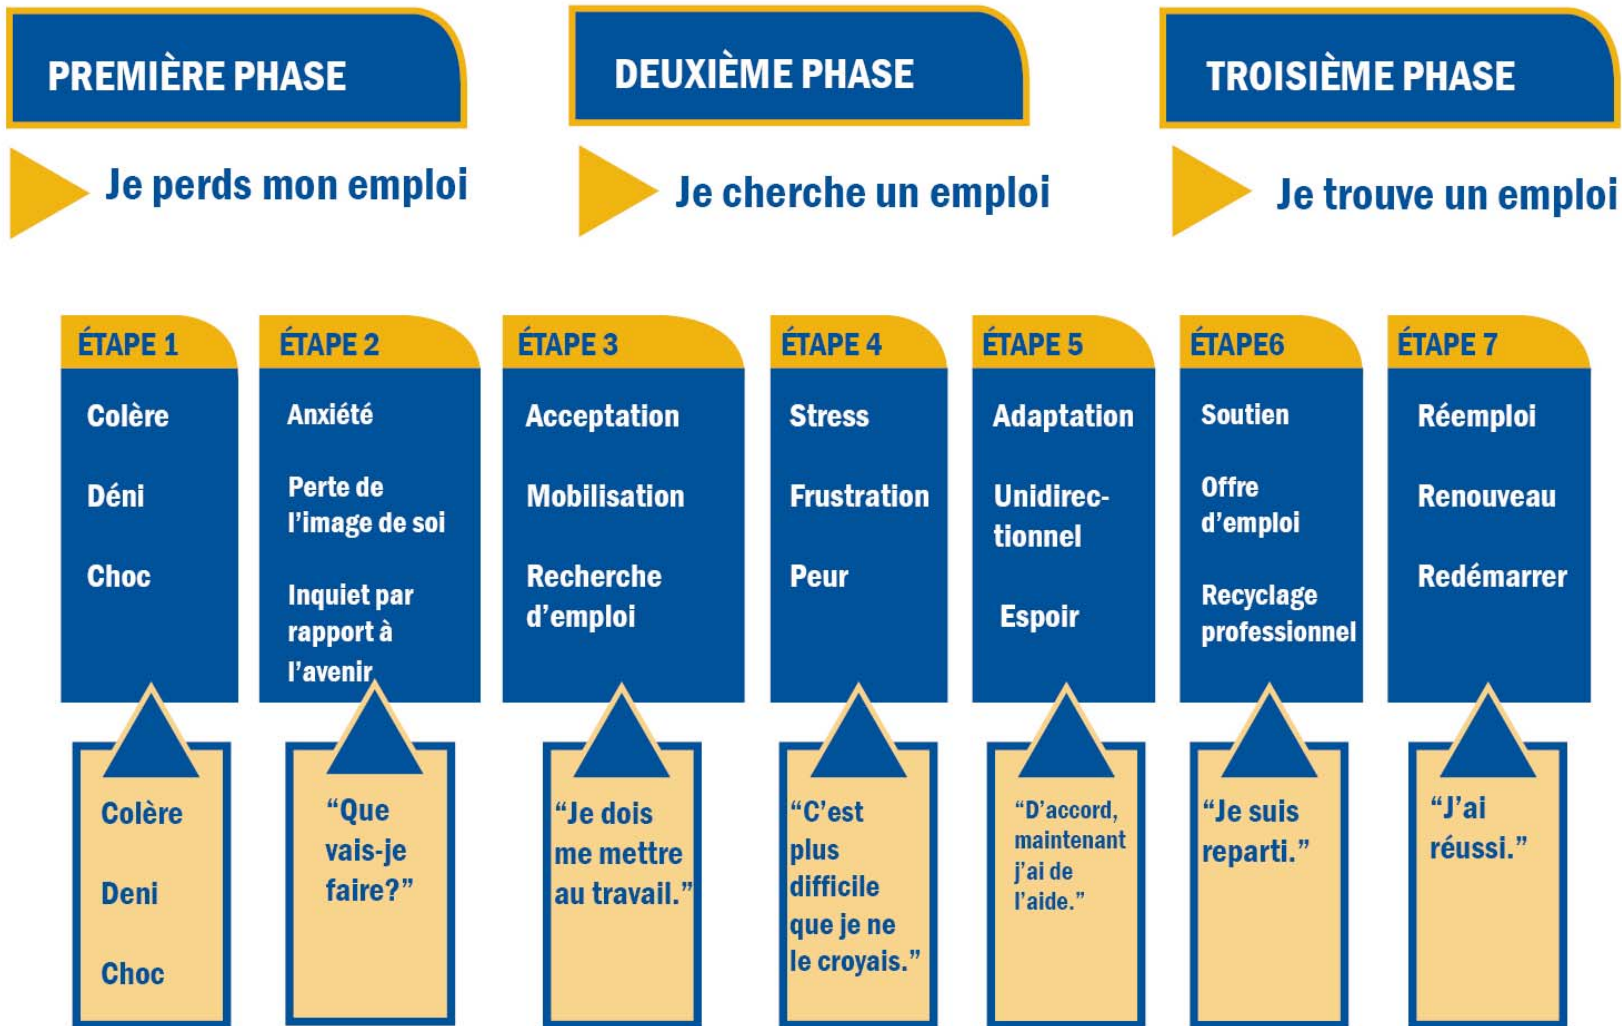 PREMIÈRE PHASE
DEUXIÈME PHASE
TROISIÈME PHASE
Je perds mon emploi
Je cherche un emploi
Je trouve un emploi
ÉTAPE 1
Colère
Déni
Choc
Colère
Deni
Choc
ÉTAPE 2
Anxiété
Perte de
l’image de soi
Inquiet par
rapport à
l’avenir
“Que
vais-je
faire?”
ÉTAPE 3
Acceptation
Mobilisation
Recherche
d’emploi
“Je dois
me mettre
au travail.”
ÉTAPE 4
Stress
Frustration
Peur
“C’est
plus
difficile
que je ne
le croyais.”
ÉTAPE 5
Adaptation
Unidirec-
tionnel
Espoir
“D’accord,
maintenant
j’ai de
l’aide.”
ÉTAPE6
Soutien
Offre
d’emploi
Recyclage
professionnel
“Je suis
reparti.”
ÉTAPE 7
Réemploi
Renouveau
Redémarrer
“J’ai
réussi.”